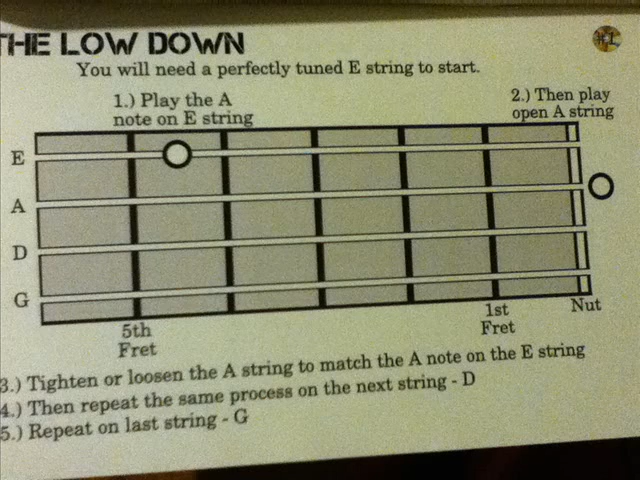 THE LOW DOWN
You will need a perfectly tuned E string to start.
1.) Play the A
note on E string
2.) Then play
open A string
E
A
D
G
5th
Fret
1st
Fret
Nut
3.) Tighten or loosen the A string to match the A note on the E string
4.) Then repeat the same process on the next string - D
5.) Repeat on last string - G